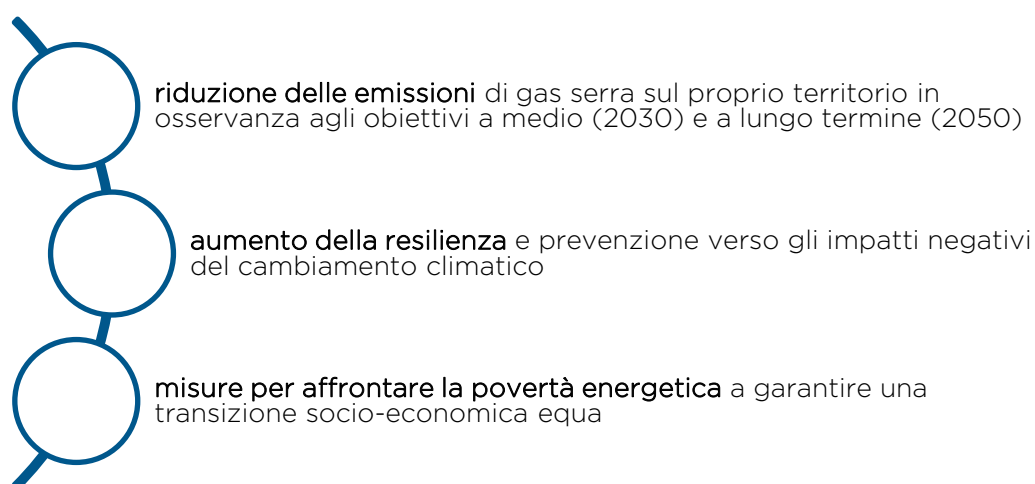 riduzione delle emissioni di gas serra sul proprio territorio in
osservanza agli obiettivi a medio (2030) e a lungo termine (2050)
aumento della resilienza e prevenzione verso gli impatti negativi
del cambiamento climatico
misure per affrontare la povertà energetica a garantire una
transizione socio-economica equa